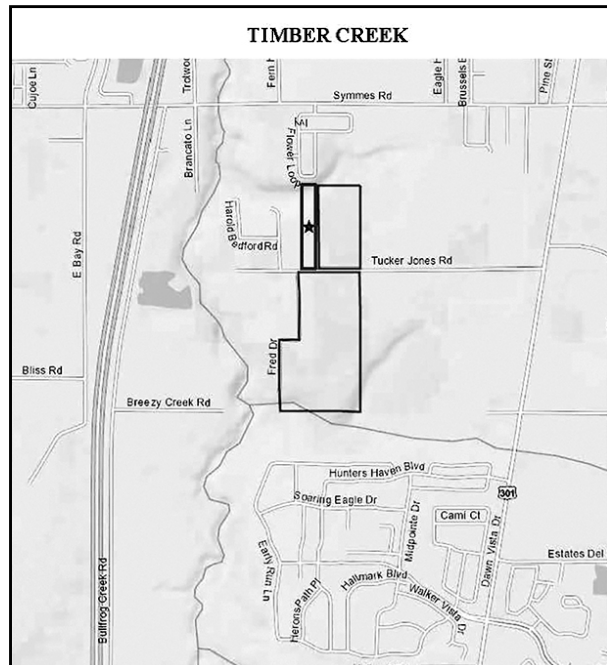 TIMBER CREEK
Cujoe Ln
Trotwoo
Fern H
Eagle H
Brussels B
Pine St
Symmes Rd
Brancato Ln
Ivy
Flower Loop
Harold Bedford Rd
E Bay Rd
Tucker Jones Rd
Fred Dr
Bliss Rd
Breezy Creek Rd
Hunters Haven Blvd
Soaring Eagle Dr
Midpointe Dr
301
Cami Ct
Dawn Vista Dr
Estates Del
Early Run Ln
Herons Path Pl
Hallmark Blvd
Walker Vista Dr
Bullfrog Creek Rd